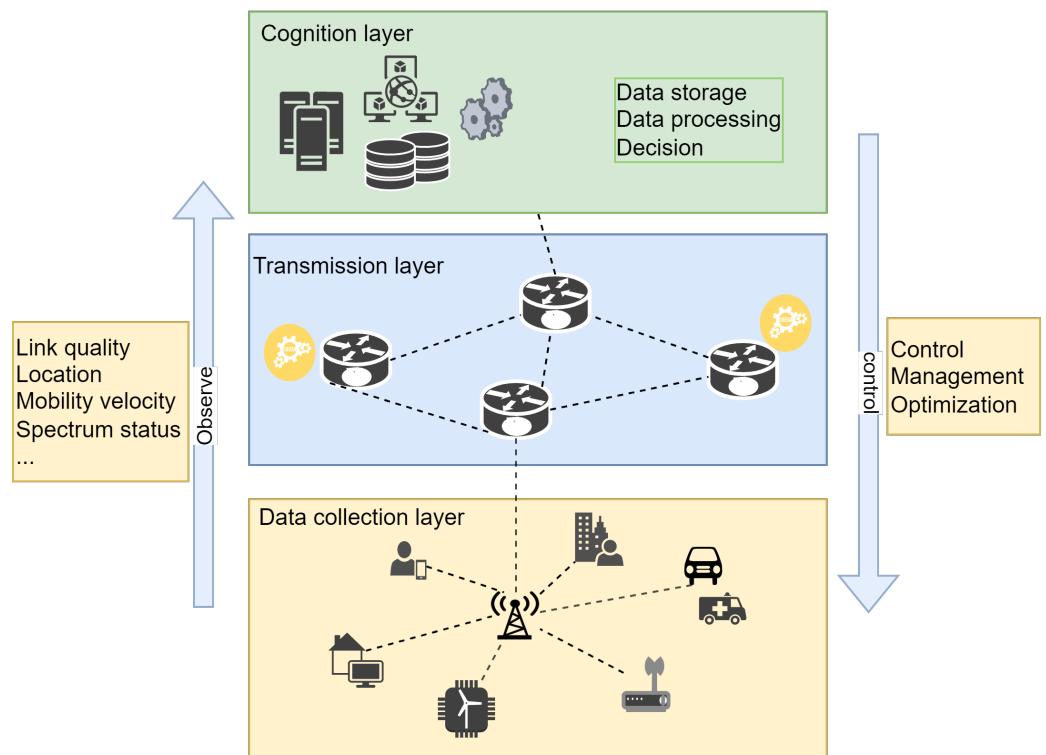 Cognition layer
Data storage
Data processing
Decision
Transmission layer
Link quality
Location
Mobility velocity
Spectrum status
...
Observe
control
Control
Management
Optimization
Data collection layer